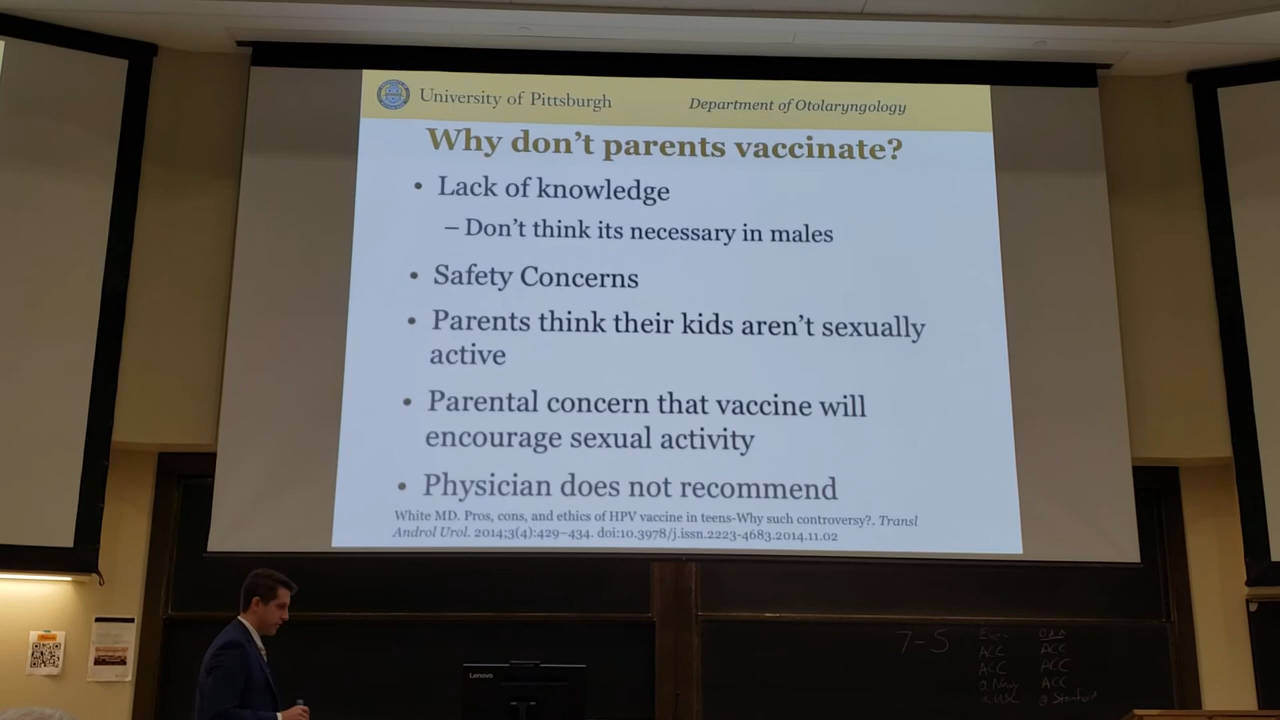 University of Pittsburgh
Department of Otolaryngology
Why don't parents vaccinate?
• Lack of knowledge
– Don't think its necessary in males
• Safety Concerns
• Parents think their kids aren't sexually
active
• Parental concern that vaccine will
encourage sexual activity
• Physician does not recommend
White MD. Pros, cons, and ethics of HPV vaccine in teens-Why such controversy?. Transl
Androl Urol. 2014;3(4):429–434. doi:10.3978/j.issn.2223-4683.2014.11.02
Lenovo
7-5
ACC ACC
ACC ACC
@ Navy ACC
@ USC @ Stanford